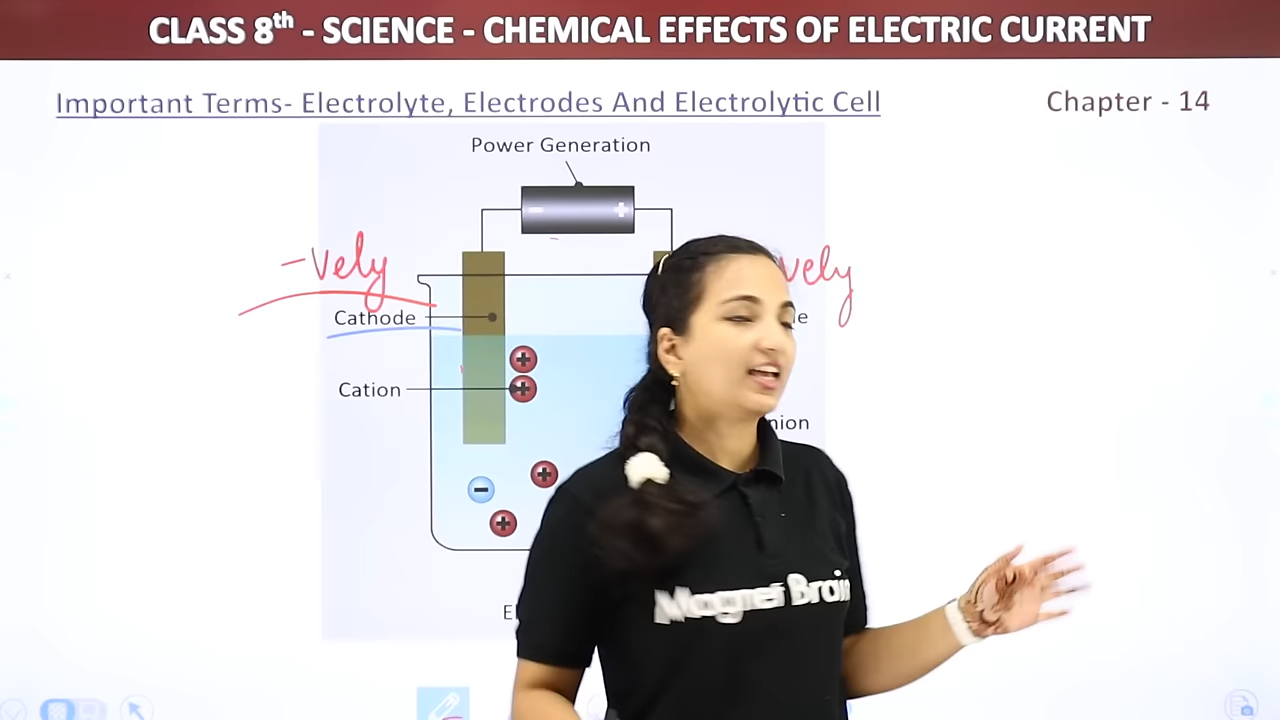 CLASS 8th - SCIENCE - CHEMICAL EFFECTS OF ELECTRIC CURRENT
Important Terms- Electrolyte, Electrodes And Electrolytic Cell
Chapter - 14
Power Generation
- +
-Vely
vely
Cathode
Cation
Magnet Brain